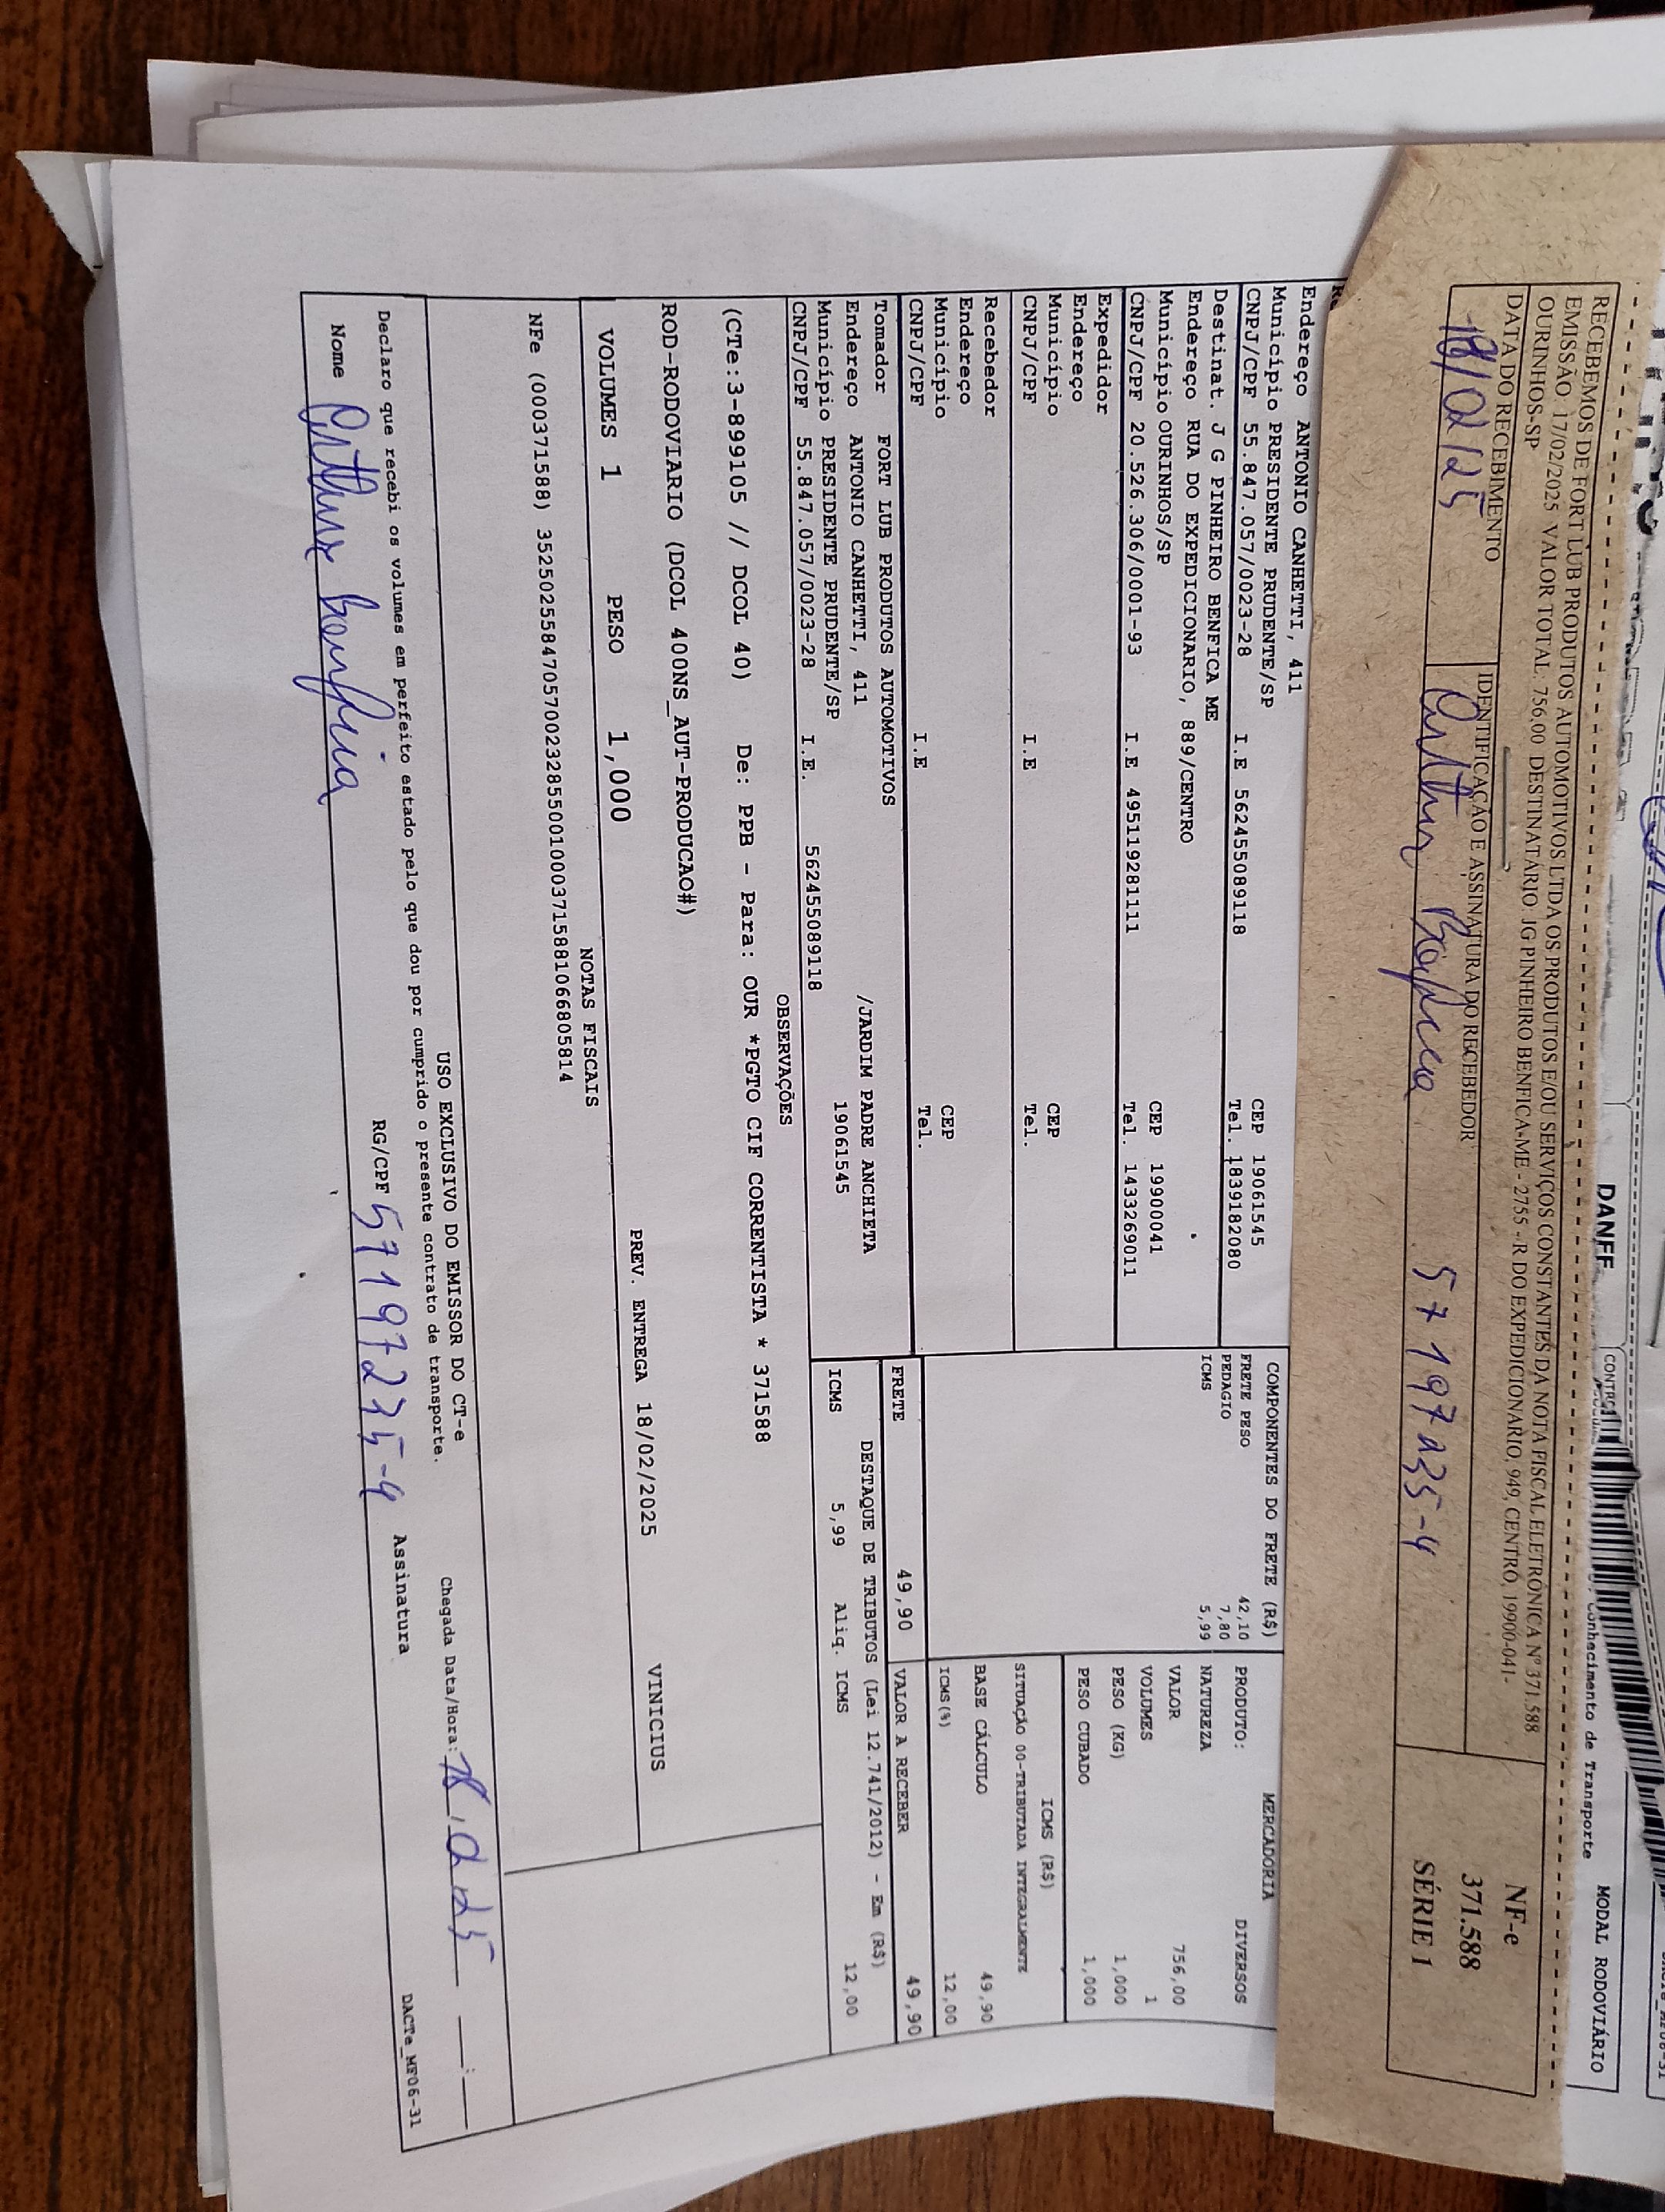 DANFE
Conhecimento de Transporte
MODAL RODOVIÁRIO
RECEBEMOS DE FORT LUB PRODUTOS AUTOMOTIVOS LTDA OS PRODUTOS E/OU SERVIÇOS CONSTANTES DA NOTA FISCAL ELETRÔNICA Nº 371.588
EMISSÃO: 17/02/2025 VALOR TOTAL: 756,00 DESTINATÁRIO: JG PINHEIRO BENFICA-ME - 2755 - R DO EXPEDICIONARIO, 949, CENTRO, 19900-041-
OURINHOS-SP
DATA DO RECEBIMENTO
IDENTIFICAÇÃO E ASSINATURA DO RECEBEDOR
18/02/25
Arthur 57197235-4
NF-e
371.588
SÉRIE 1
Endereço ANTONIO CANHETTI, 411
Município PRESIDENTE PRUDENTE/SP CEP 19061545
CNPJ/CPF 55.847.057/0023-28 I.E 562455089118 Tel. 1839182080
Destinat. J G PINHEIRO BENFICA ME
Endereço RUA DO EXPEDICIONARIO, 889/CENTRO
Município OURINHOS/SP CEP 19900041
CNPJ/CPF 20.526.306/0001-93 I.E 495119281111 Tel. 1433269011
Expedidor
Endereço
Município CEP
CNPJ/CPF I.E Tel.
Recebedor
Endereço
Município CEP
CNPJ/CPF I.E Tel.
Tomador FORT LUB PRODUTOS AUTOMOTIVOS
Endereço ANTONIO CANHETTI, 411 /JARDIM PADRE ANCHIETA
Município PRESIDENTE PRUDENTE/SP 19061545
CNPJ/CPF 55.847.057/0023-28 I.E. 562455089118
COMPONENTES DO FRETE (R$)
FRETE PESO 42,10
PEDAGIO 7,80
ICMS 5,99
MERCADORIA
PRODUTO: DIVERSOS
NATUREZA
VALOR 756,00
VOLUMES 1
PESO (KG) 1,000
PESO CUBADO 1,000
ICMS (R$)
SITUAÇÃO 00-TRIBUTADA INTEGRALMENTE
BASE CÁLCULO 49,90
ICMS(%) 12,00
FRETE 49,90
VALOR A RECEBER 49,90
DESTAQUE DE TRIBUTOS (Lei 12.741/2012) - Em (R$)
ICMS 5,99 Aliq. ICMS 12,00
OBSERVAÇÕES
(CTe:3-899105 // DCOL 40) De: PPB - Para: OUR *PGTO CIF CORRENTISTA * 371588
ROD-RODOVIARIO (DCOL 400NS_AUT-PRODUCAO#)
VOLUMES 1 PESO 1,000 PREV. ENTREGA 18/02/2025 VINICIUS
NOTAS FISCAIS
NFe (000371588) 35250255847057002328550010003715881066805814
USO EXCLUSIVO DO EMISSOR DO CT-e
Declaro que recebi os volumes em perfeito estado pelo que dou por cumprido o presente contrato de transporte.
Chegada Data/Hora:
Nome Arthur Benfica RG/CPF 57197235-4 Assinatura
DACTe_MF06-31